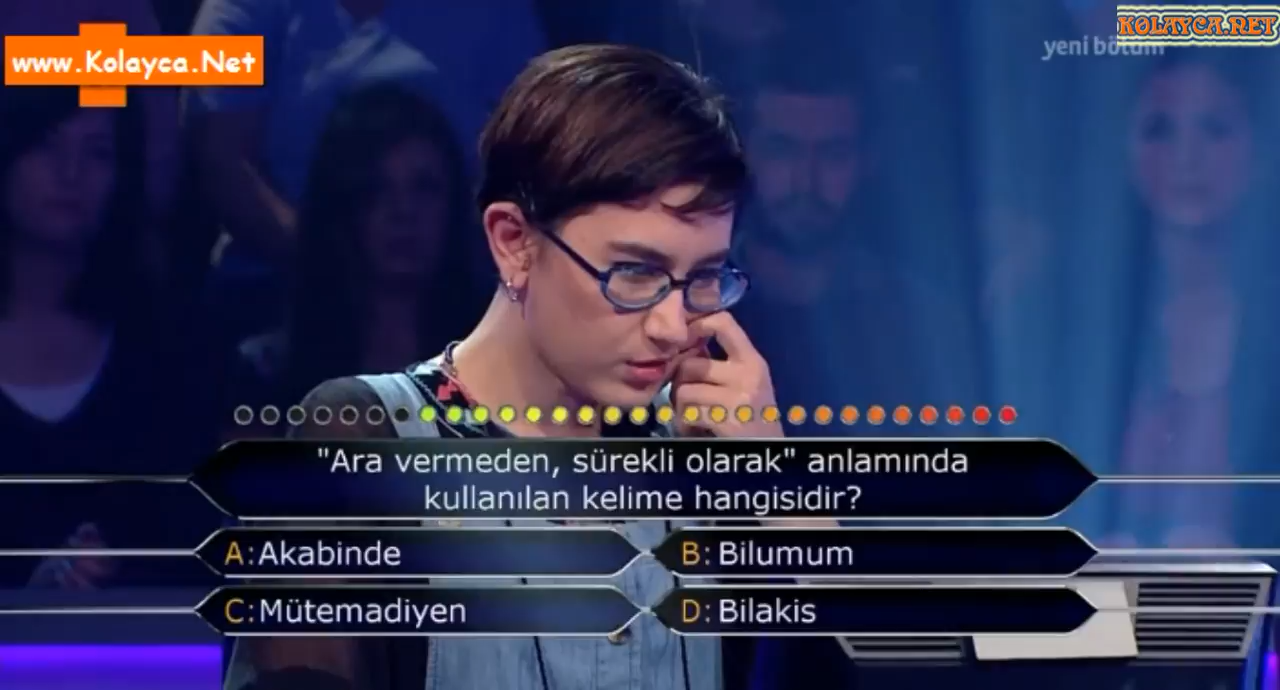 KOLAYCA.NET
www.Kolayca.Net
yeni bölüm
"Ara vermeden, sürekli olarak" anlamında
kullanılan kelime hangisidir?
A: Akabinde
B: Bilumum
C: Mütemadiyen
D: Bilakis